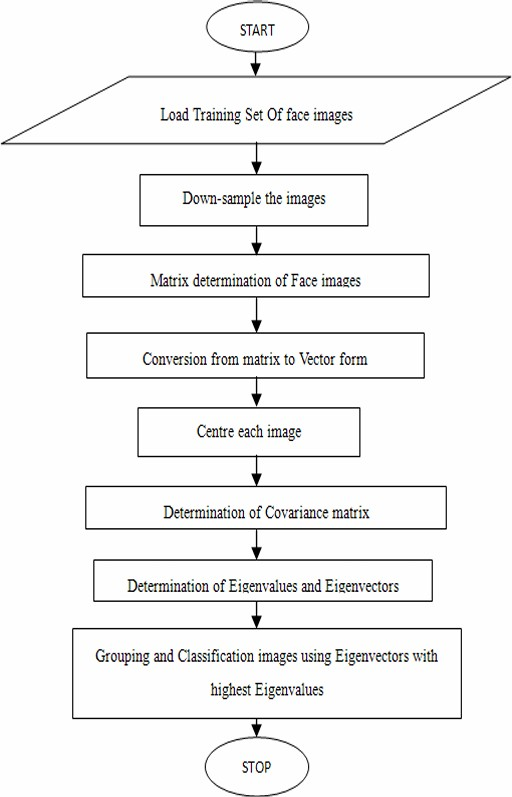 START
Load Training Set Of face images
Down-sample the images
Matrix determination of Face images
Conversion from matrix to Vector form
Centre each image
Determination of Covariance matrix
Determination of Eigenvalues and Eigenvectors
Grouping and Classification images using Eigenvectors with
highest Eigenvalues
STOP